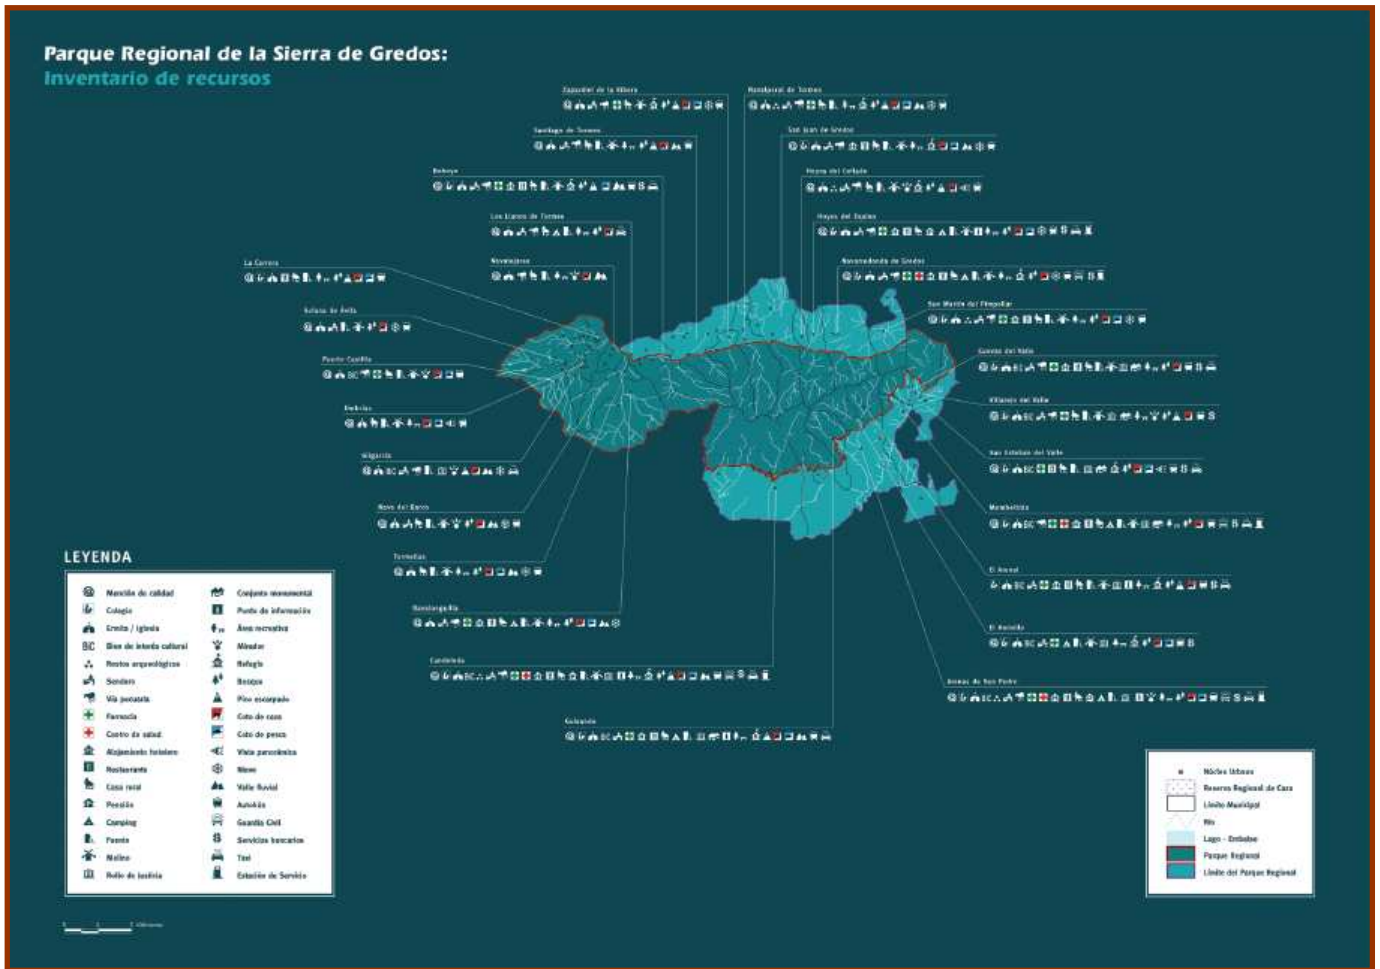 Parque Regional de la Sierra de Gredos:
Inventario de recursos
Zapardiel de la Ribera
Navalperal de Tormes
Santiago de Tormes
San Juan de Gredos
Bohoyo
Hoyos del Collado
Los Llanos de Tormes
Hoyos del Espino
La Carrera
Navatejares
Navarredonda de Gredos
Solana de Ávila
San Martín del Pimpollar
Puerto Castilla
Cuevas del Valle
Umbrías
Villarejo del Valle
Gilgarcía
San Esteban del Valle
Nava del Barco
Mombeltrán
Tormellas
El Arenal
Navalonguilla
El Hornillo
Candeleda
Arenas de San Pedro
Guisando
LEYENDA
Mención de calidad
Colegio
Ermita / Iglesia
BIC Bien de interés cultural
Restos arqueológicos
Sendero
Vía pecuaria
Farmacia
Centro de salud
Alojamiento hotelero
Restaurante
Casa rural
Pensión
Camping
Fuente
Molino
Rollo de justicia
Conjunto monumental
Punto de información
Área recreativa
Mirador
Refugio
Bosque
Pico escarpado
Coto de caza
Coto de pesca
Vista panorámica
Nieve
Valle fluvial
Autobús
Guardia Civil
Servicios bancarios
Taxi
Estación de Servicio
Núcleo Urbano
Reserva Regional de Caza
Límite Municipal
Río
Lago - Embalse
Parque Regional
Límite del Parque Regional